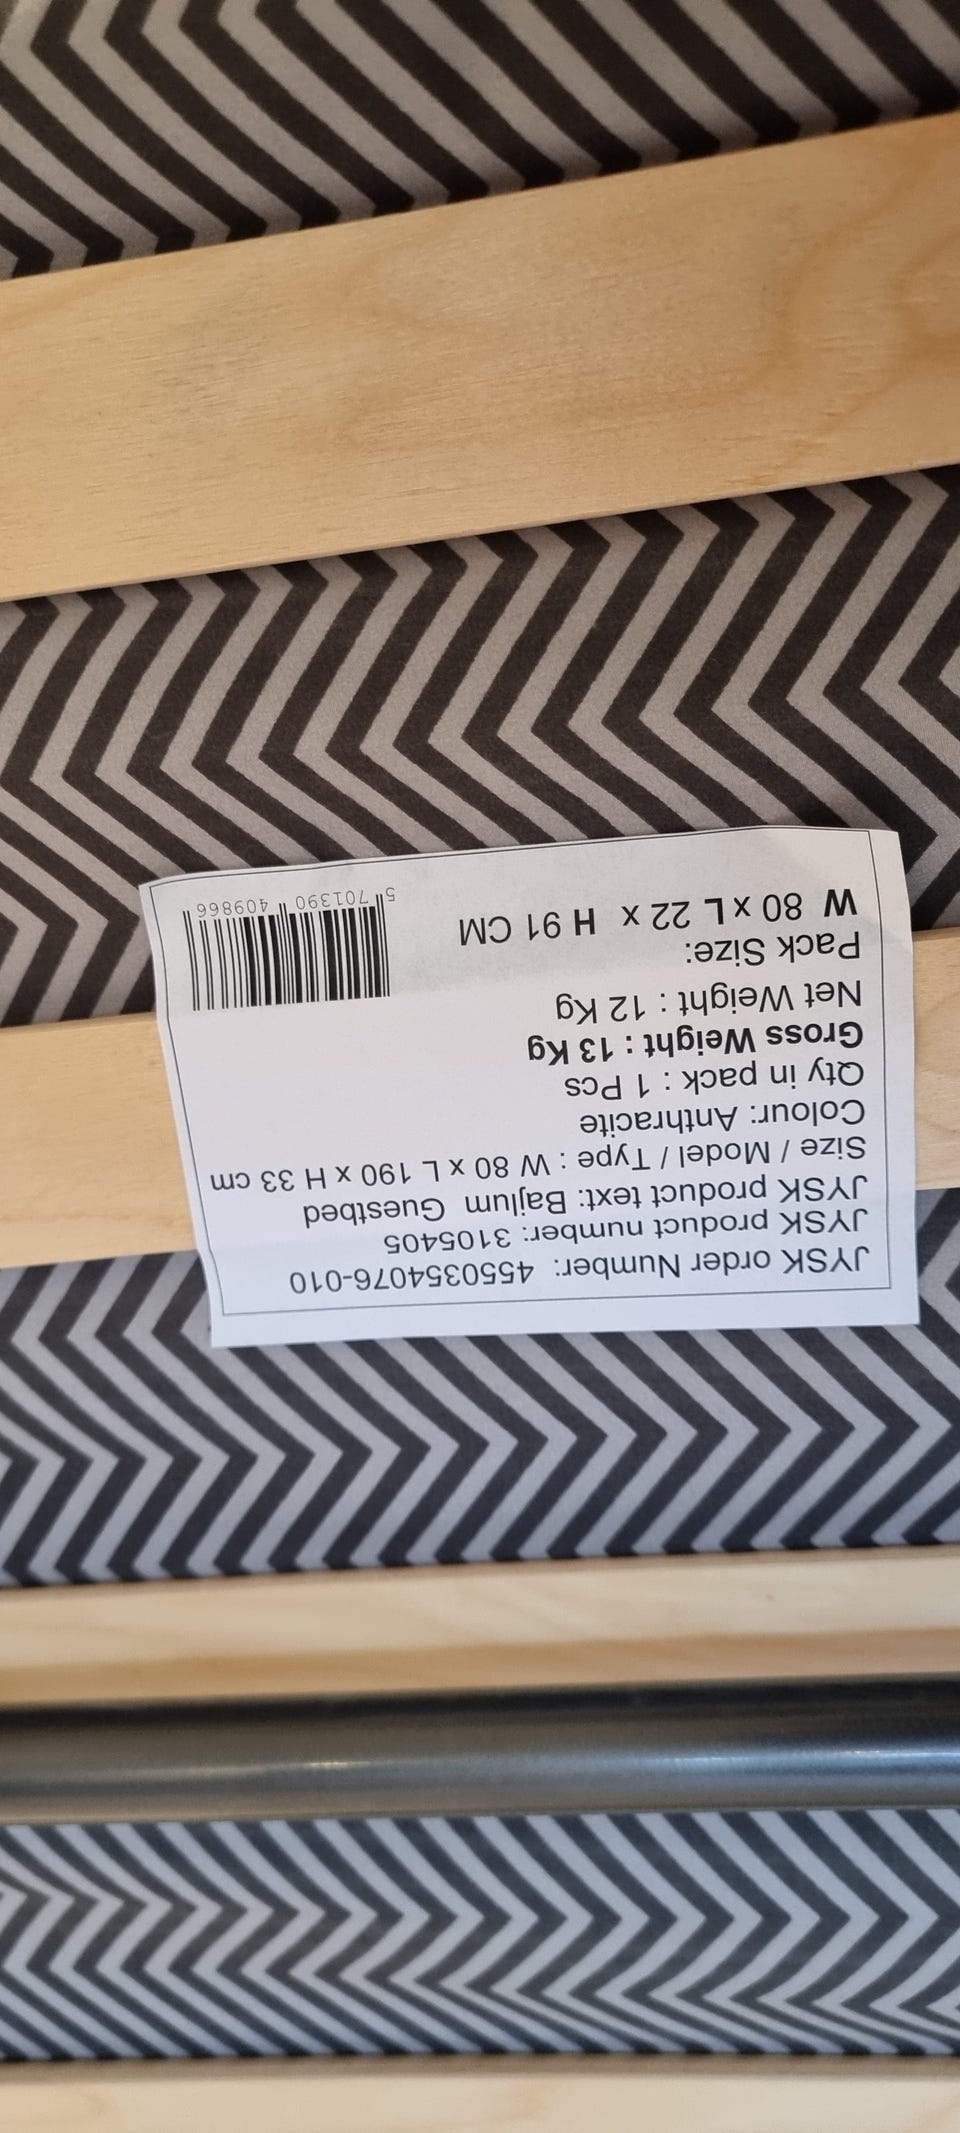 JYSK order Number: 4550354076-010
JYSK product number: 3105405
JYSK product text: Bajlum Guestbed
Size / Model / Type : W 80 x L 190 x H 33 cm
Colour: Anthracite
Qty in pack : 1 Pcs
Gross Weight : 13 Kg
Net Weight : 12 Kg
Pack Size:
W 80 x L 22 x H 91 CM
5 701390 409866